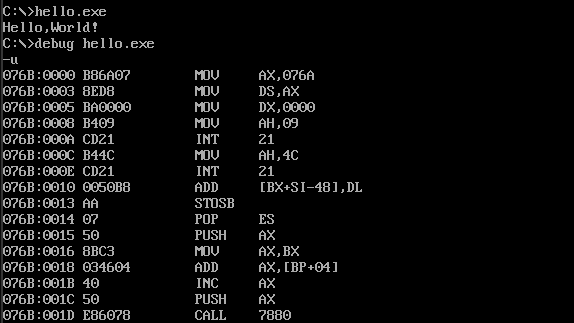 C:\>hello.exe
Hello,World!
C:\>debug hello.exe
-u
076B:0000 B86A07 MOV AX,076A
076B:0003 8ED8 MOV DS,AX
076B:0005 BA0000 MOV DX,0000
076B:0008 B409 MOV AH,09
076B:000A CD21 INT 21
076B:000C B44C MOV AH,4C
076B:000E CD21 INT 21
076B:0010 0050B8 ADD [BX+SI-48],DL
076B:0013 AA STOSB
076B:0014 07 POP ES
076B:0015 50 PUSH AX
076B:0016 8BC3 MOV AX,BX
076B:0018 034604 ADD AX,[BP+04]
076B:001B 40 INC AX
076B:001C 50 PUSH AX
076B:001D E86078 CALL 7880